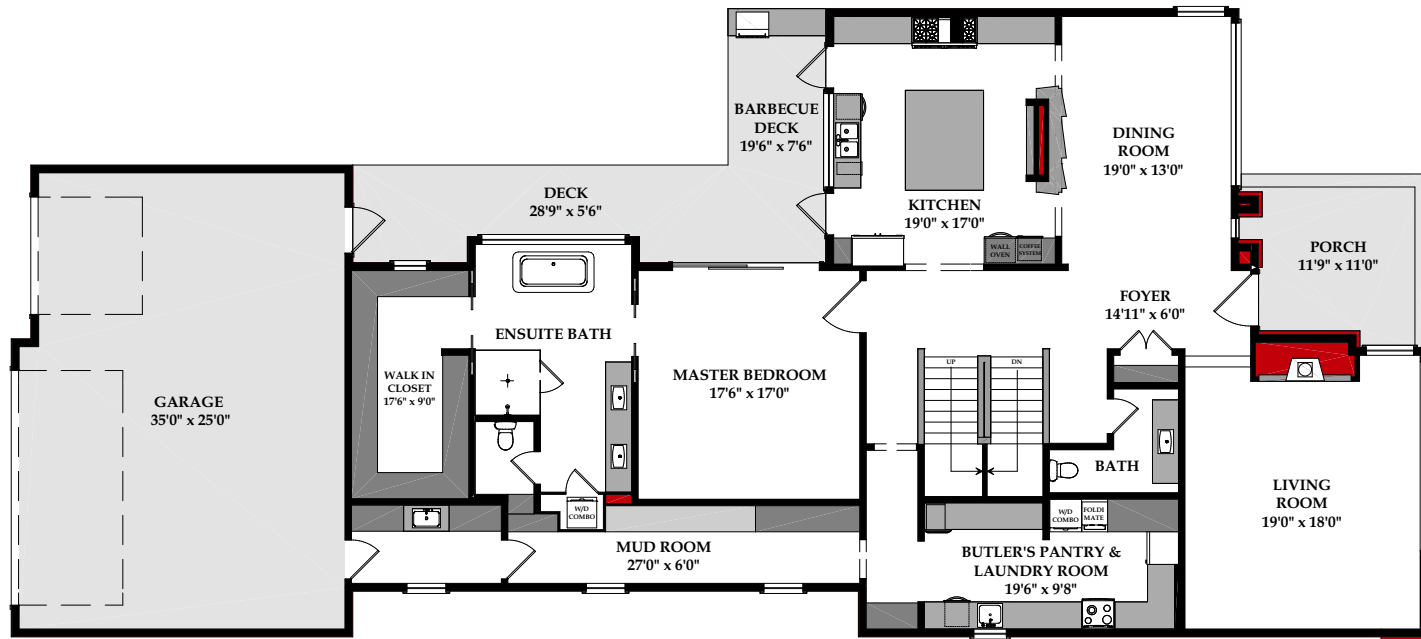 BARBECUE
DECK
19'6" x 7'6"
DINING
ROOM
19'0" x 13'0"
DECK
28'9" x 5'6"
KITCHEN
19'0" x 17'0"
WALL
OVEN
COFFEE
SYSTEM
PORCH
11'9" x 11'0"
FOYER
14'11" x 6'0"
ENSUITE BATH
WALK IN
CLOSET
17'6" x 9'0"
MASTER BEDROOM
17'6" x 17'0"
UP
DN
GARAGE
35'0" x 25'0"
BATH
LIVING
ROOM
19'0" x 18'0"
W/D
COMBO
W/D
COMBO
FOLDI
MATE
MUD ROOM
27'0" x 6'0"
BUTLER'S PANTRY &
LAUNDRY ROOM
19'6" x 9'8"